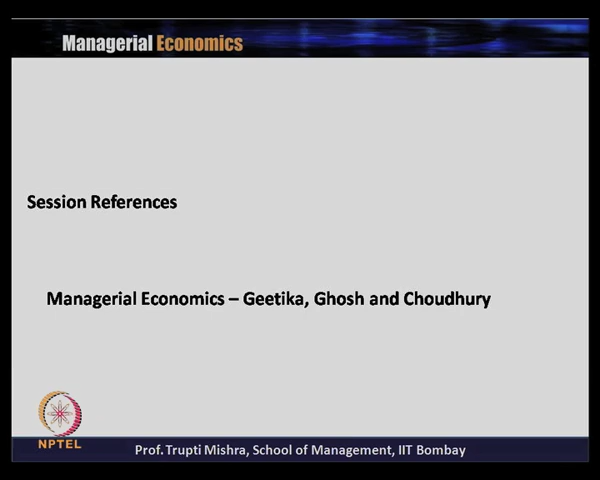 Managerial Economics
Session References
Managerial Economics – Geetika, Ghosh and Choudhury
NPTEL
Prof. Trupti Mishra, School of Management, IIT Bombay